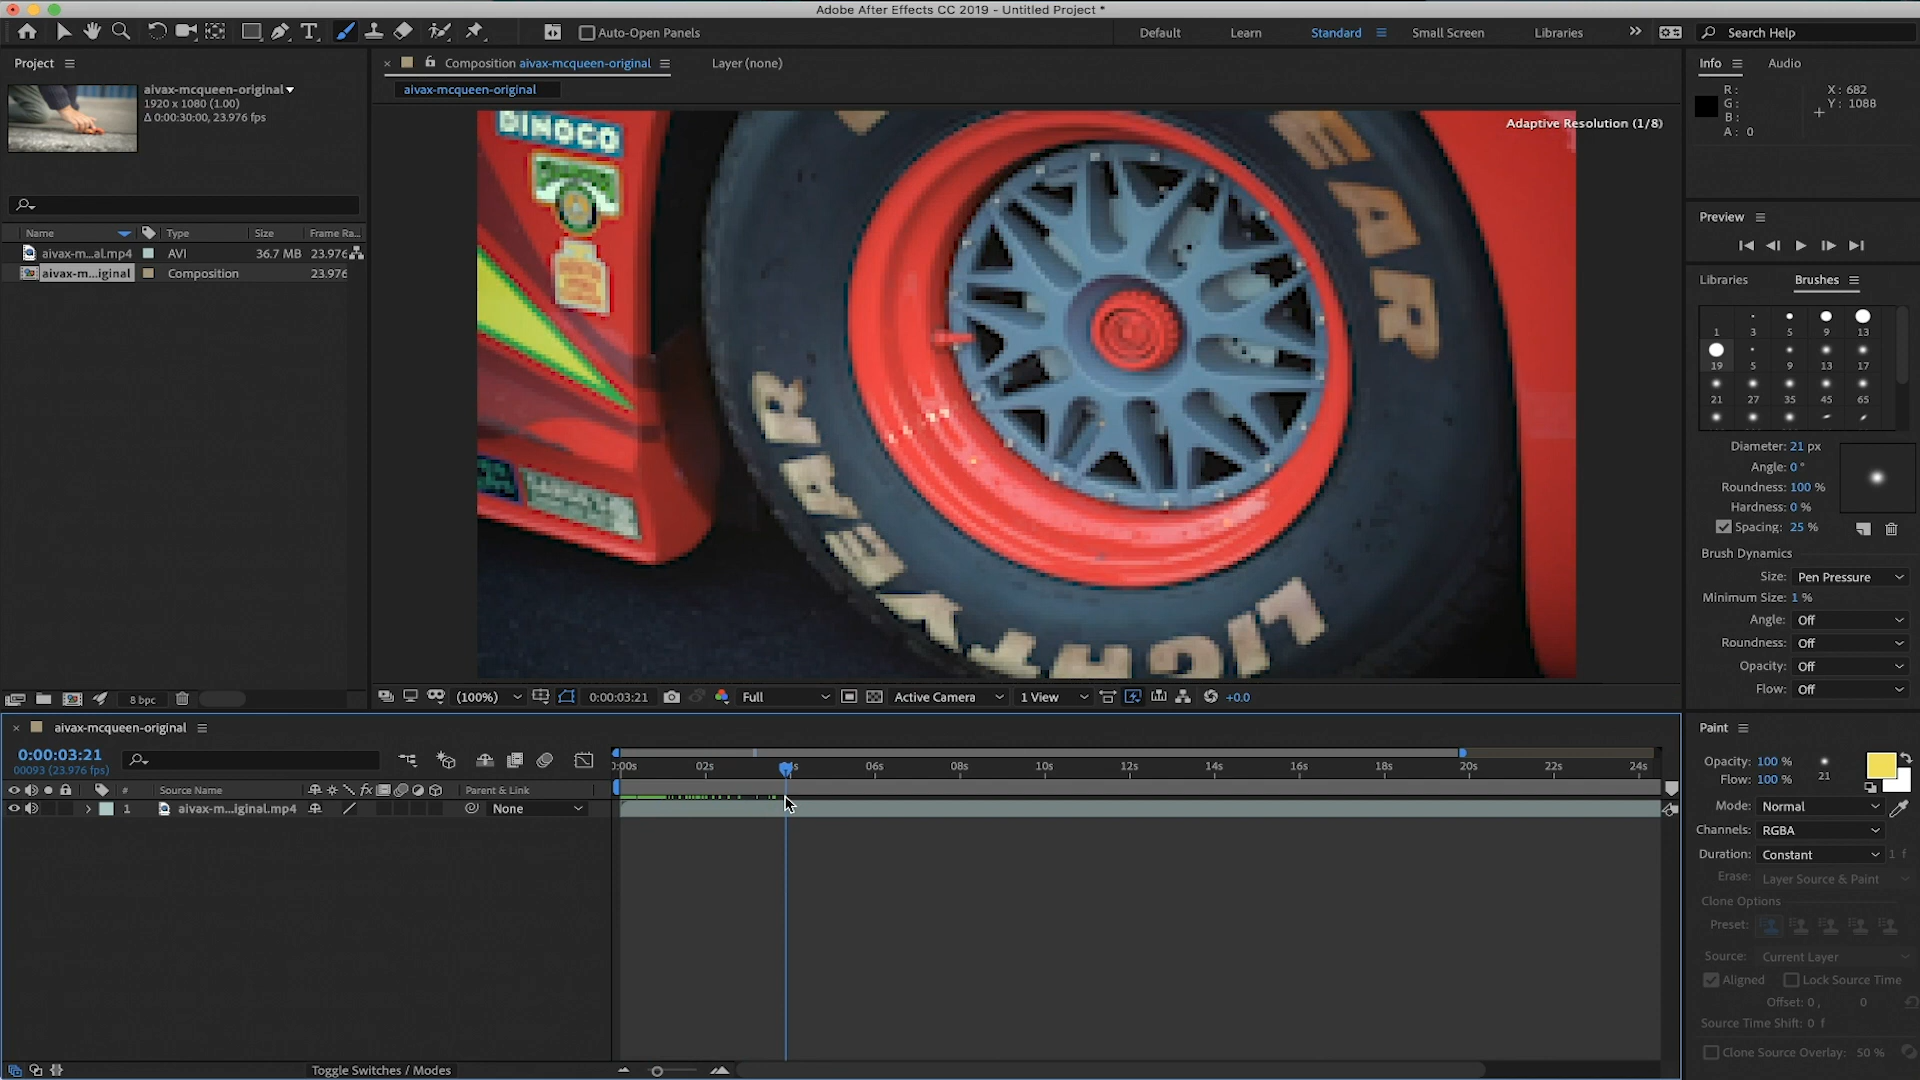 Adobe After Effects CC 2019 - Untitled Project *
Auto-Open Panels
Default
Learn
Standard
Small Screen
Libraries
Search Help
Project
aivax-mcqueen-original
1920 x 1080 (1.00)
Δ 0:00:30:00, 23.976 fps
Name
Type
Size
Frame Ra...
aivax-m...al.mp4
AVI
36.7 MB
23.976
aivax-m...iginal
Composition
23.976
8 bpc
Composition aivax-mcqueen-original
Layer (none)
aivax-mcqueen-original
Adaptive Resolution (1/8)
DINOCO
EAR
LIGHTYEAR
(100%)
0:00:03:21
Full
Active Camera
1 View
+0.0
Info
Audio
R :
G :
B :
A : 0
X : 682
Y : 1088
Preview
Libraries
Brushes
1 3 5 9 13
19 5 9 13 17
21 27 35 45 65
Diameter: 21 px
Angle: 0 °
Roundness: 100 %
Hardness: 0 %
Spacing: 25 %
Brush Dynamics
Size: Pen Pressure
Minimum Size: 1 %
Angle: Off
Roundness: Off
Opacity: Off
Flow: Off
aivax-mcqueen-original
0:00:03:21
00093 (23.976 fps)
# Source Name
Parent & Link
1 aivax-m...iginal.mp4
None
0:00s 02s 4s 06s 08s 10s 12s 14s 16s 18s 20s 22s 24s
Toggle Switches / Modes
Paint
Opacity: 100 %
Flow: 100 %
21
Mode: Normal
Channels: RGBA
Duration: Constant 1 f
Erase: Layer Source & Paint
Clone Options
Preset:
Source: Current Layer
Aligned
Lock Source Time
Offset: 0 , 0
Source Time Shift: 0 f
Clone Source Overlay: 50 %